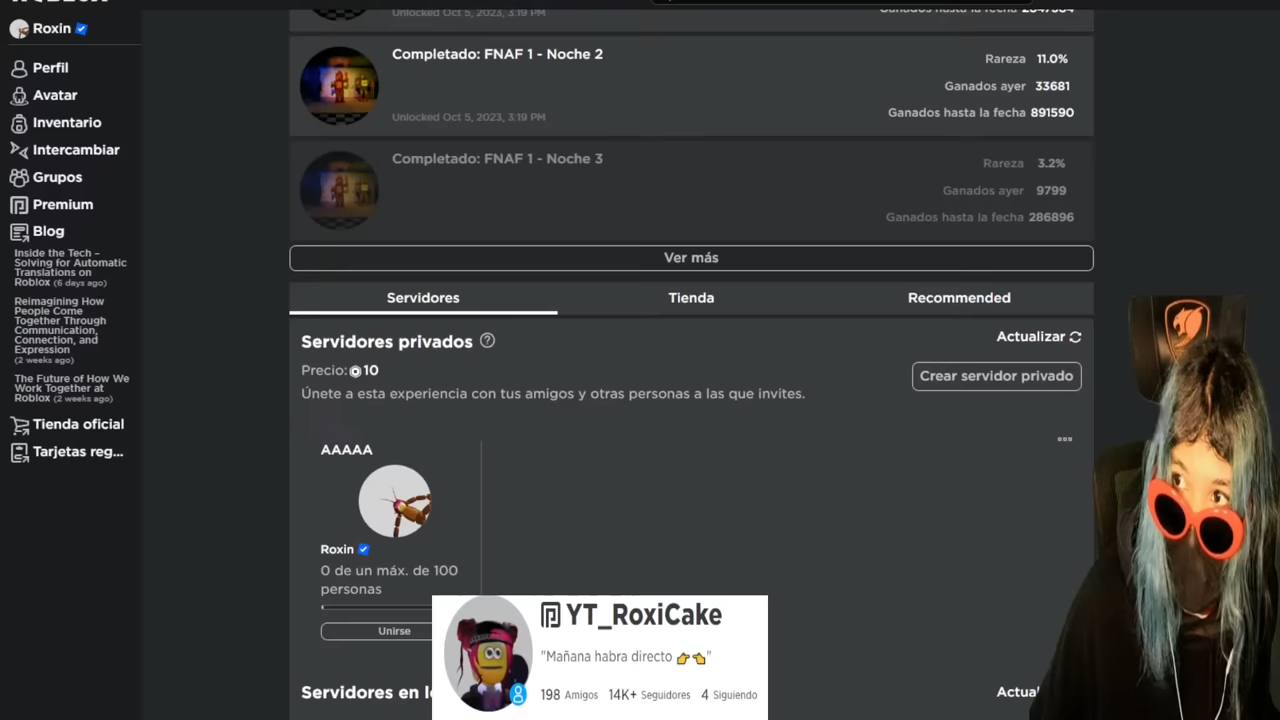 Roxin
Perfil
Avatar
Inventario
Intercambiar
Grupos
Premium
Blog
Inside the Tech –
Solving for Automatic
Translations on
Roblox (6 days ago)
Reimagining How
People Come
Together Through
Communication,
Connection, and
Expression
(2 weeks ago)
The Future of How We
Work Together at
Roblox (2 weeks ago)
Tienda oficial
Tarjetas reg...
Unlocked Oct 5, 2023, 3:19 PM
Ganados hasta la fecha
Completado: FNAF 1 - Noche 2
Rareza 11.0%
Ganados ayer 33681
Unlocked Oct 5, 2023, 3:19 PM
Ganados hasta la fecha 891590
Completado: FNAF 1 - Noche 3
Rareza 3.2%
Ganados ayer 9799
Ganados hasta la fecha 286896
Ver más
Servidores Tienda Recommended
Servidores privados ?
Actualizar
Precio: 10
Crear servidor privado
Únete a esta experiencia con tus amigos y otras personas a las que invites.
AAAAA
Roxin
0 de un máx. de 100
personas
Unirse
Servidores en
YT_RoxiCake
"Mañana habra directo 👉👈"
198 Amigos 14K+ Seguidores 4 Siguiendo